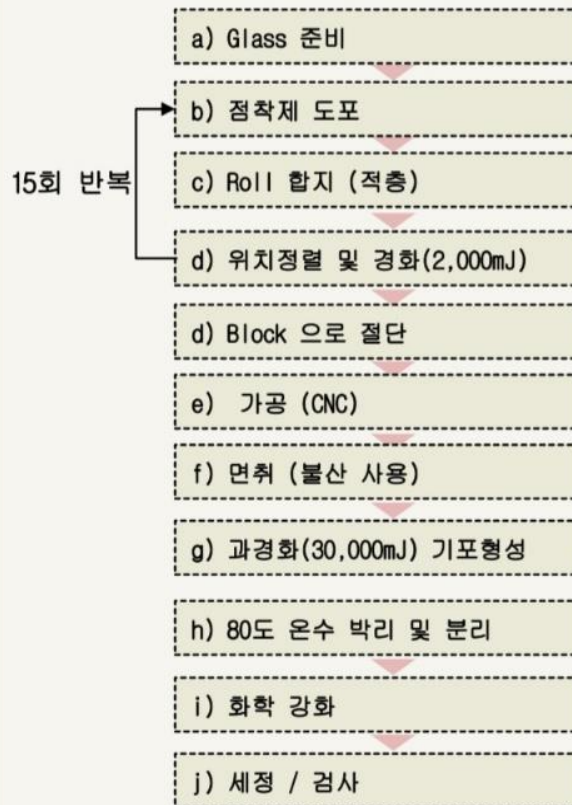 a) Glass 준비
b) 점착제 도포
15회 반복
c) Roll 합지 (적층)
d) 위치정렬 및 경화(2,000mJ)
d) Block 으로 절단
e) 가공 (CNC)
f) 면취 (불산 사용)
g) 과경화(30,000mJ) 기포형성
h) 80도 온수 박리 및 분리
i) 화학 강화
j) 세정 / 검사